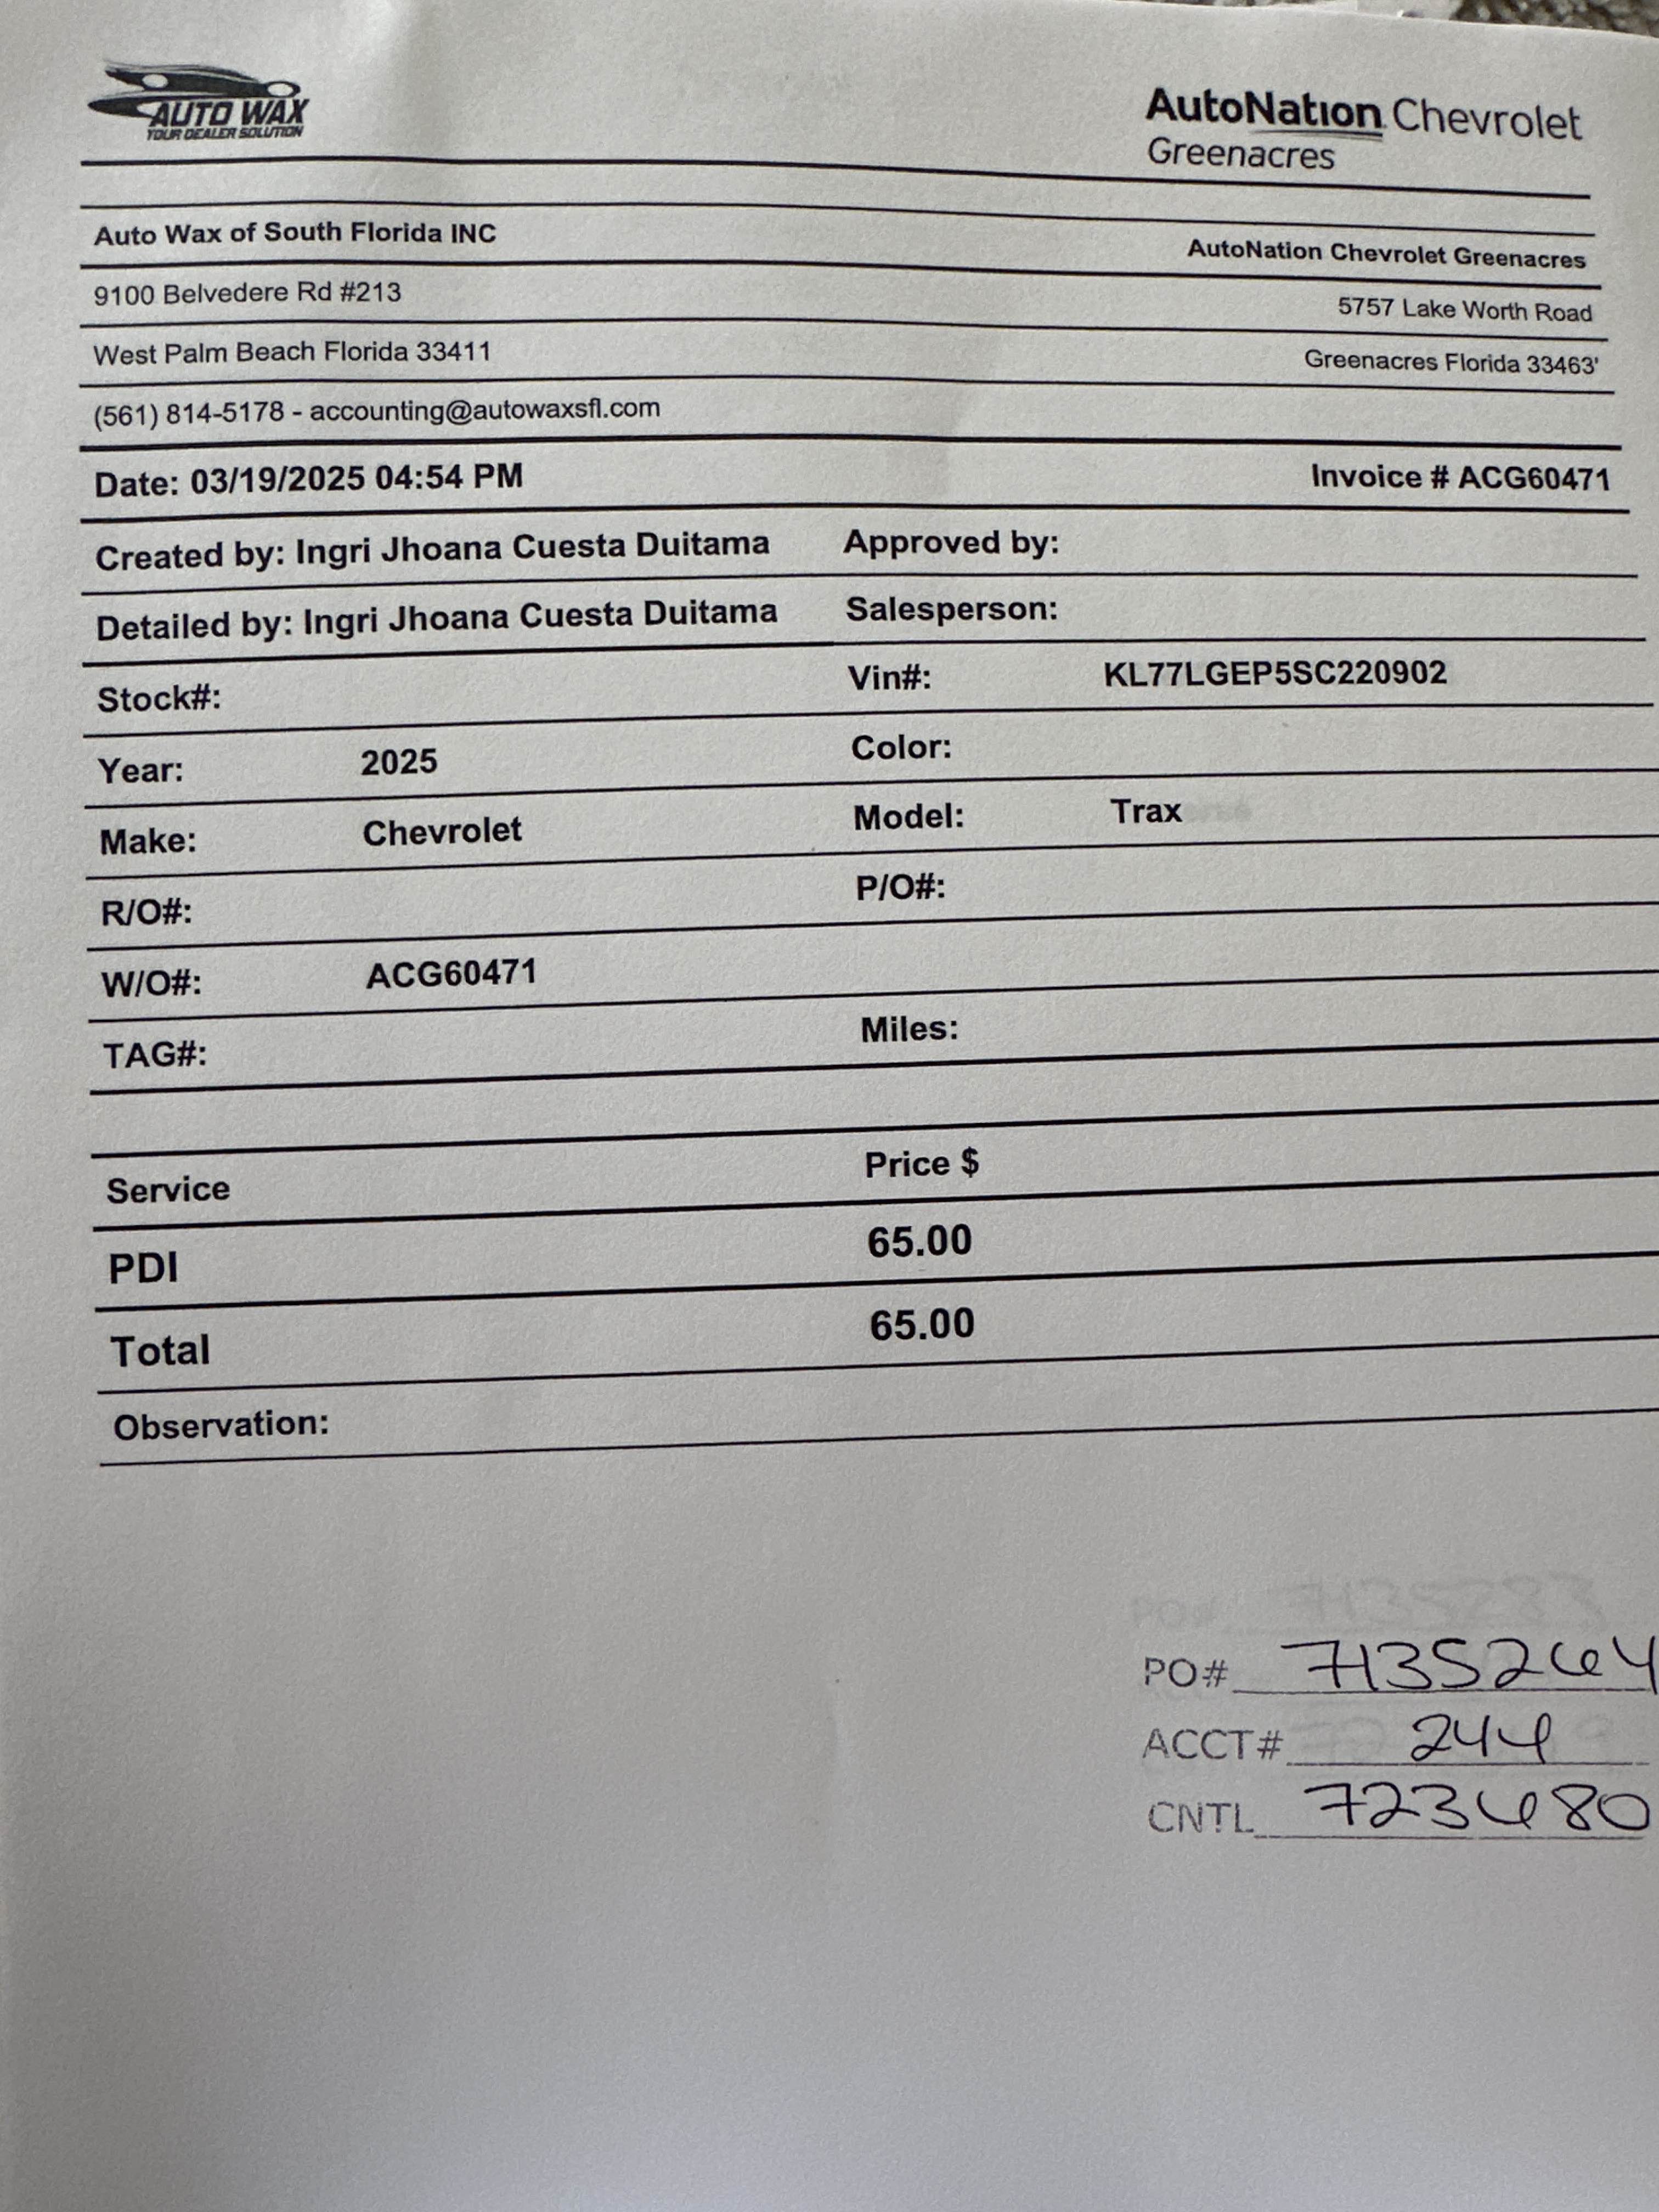 AUTO WAX
YOUR DEALER SOLUTION
AutoNation Chevrolet
Greenacres
Auto Wax of South Florida INC
AutoNation Chevrolet Greenacres
9100 Belvedere Rd #213
5757 Lake Worth Road
West Palm Beach Florida 33411
Greenacres Florida 33463'
(561) 814-5178 - accounting@autowaxsfl.com
Date: 03/19/2025 04:54 PM Invoice # ACG60471
Created by: Ingri Jhoana Cuesta Duitama Approved by:
Detailed by: Ingri Jhoana Cuesta Duitama Salesperson:
Stock#: Vin#: KL77LGEP5SC220902
Year: 2025 Color:
Make: Chevrolet Model: Trax
R/O#: P/O#:
W/O#: ACG60471
TAG#: Miles:
Service Price $
PDI 65.00
Total 65.00
Observation:
PO# 7135264
ACCT# 244
CNTL 723680